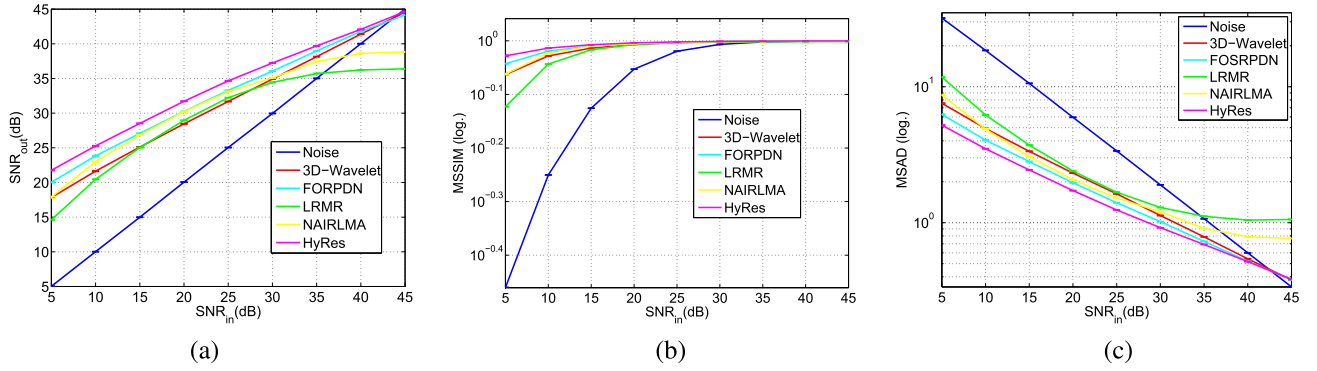 45
40
35
30
25
20
15
10
5
SNR_out(dB)
5 10 15 20 25 30 35 40 45
SNR_in(dB)
Noise
3D−Wavelet
FORPDN
LRMR
NAIRLMA
HyRes
(a)
10^0
10^−0.1
10^−0.2
10^−0.3
10^−0.4
MSSIM (log.)
5 10 15 20 25 30 35 40 45
SNR_in(dB)
Noise
3D−Wavelet
FORPDN
LRMR
NAIRLMA
HyRes
(b)
10^1
10^0
MSAD (log.)
5 10 15 20 25 30 35 40 45
SNR_in(dB)
Noise
3D−Wavelet
FOSRPDN
LRMR
NAIRLMA
HyRes
(c)